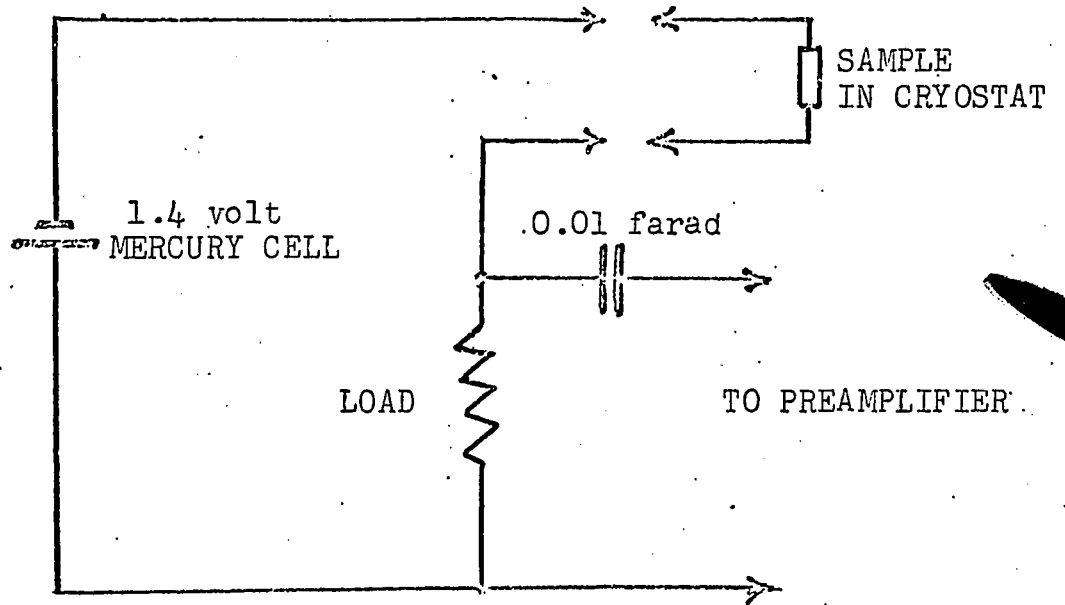 SAMPLE
IN CRYOSTAT
1.4 volt
MERCURY CELL
0.01 farad
LOAD
TO PREAMPLIFIER